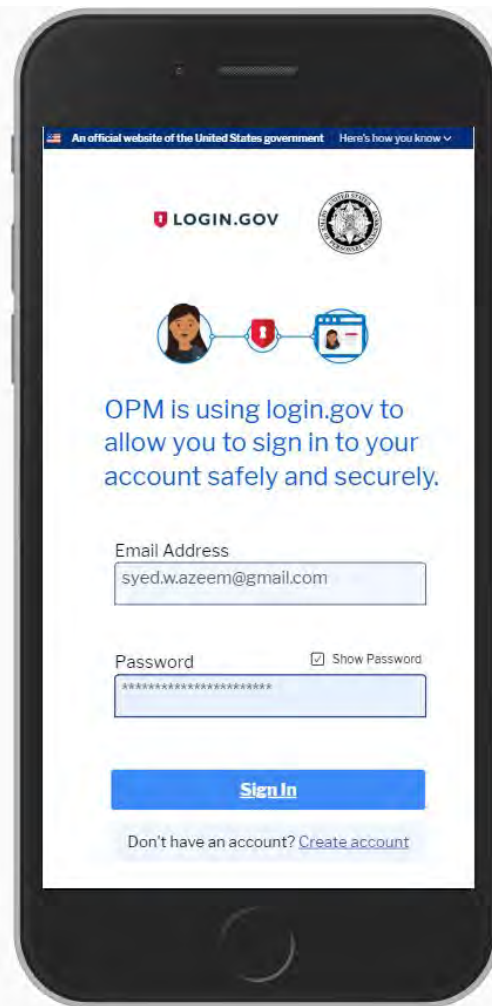 An official website of the United States government Here's how you know
LOGIN.GOV
OPM is using login.gov to
allow you to sign in to your
account safely and securely.
Email Address
syed.w.azeem@gmail.com
Password Show Password
***********************
Sign In
Don't have an account? Create account